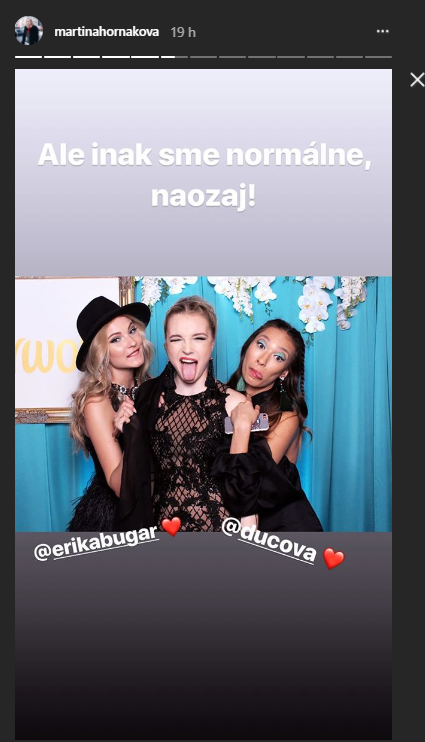 martinahornakova 19 h
Ale inak sme normálne,
naozaj!
@erikabugar ❤️
@ducova ❤️